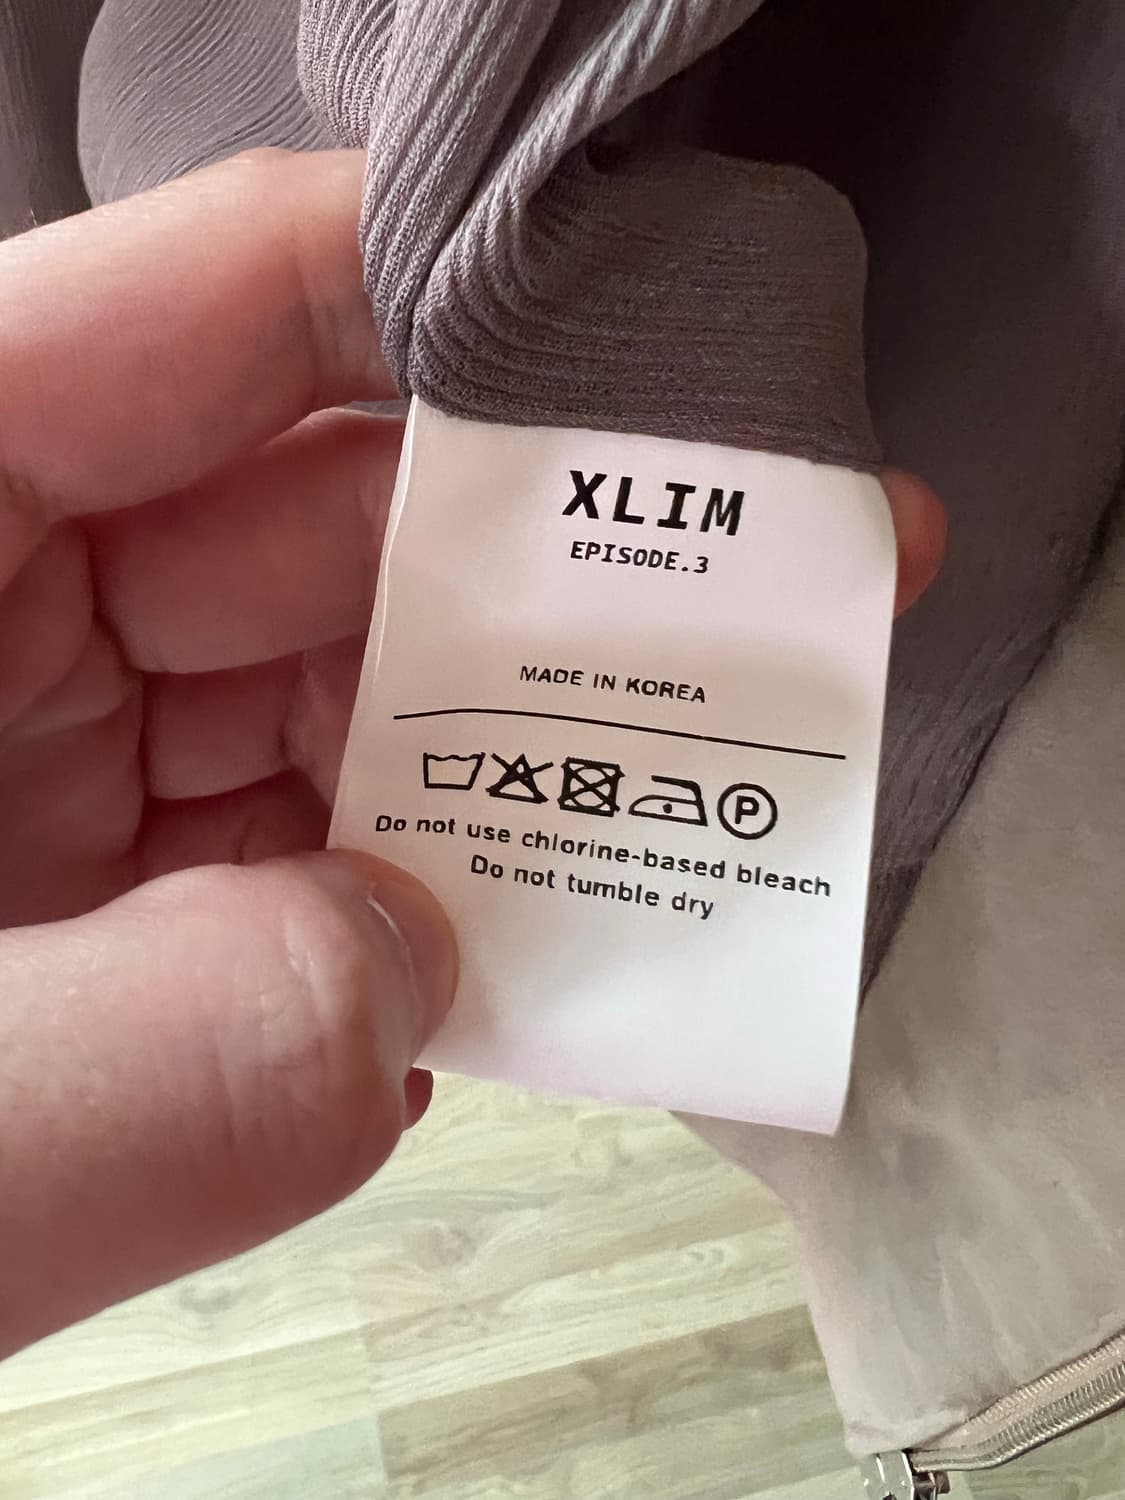 XLIM
EPISODE.3
MADE IN KOREA
P
Do not use chlorine-based bleach
Do not tumble dry